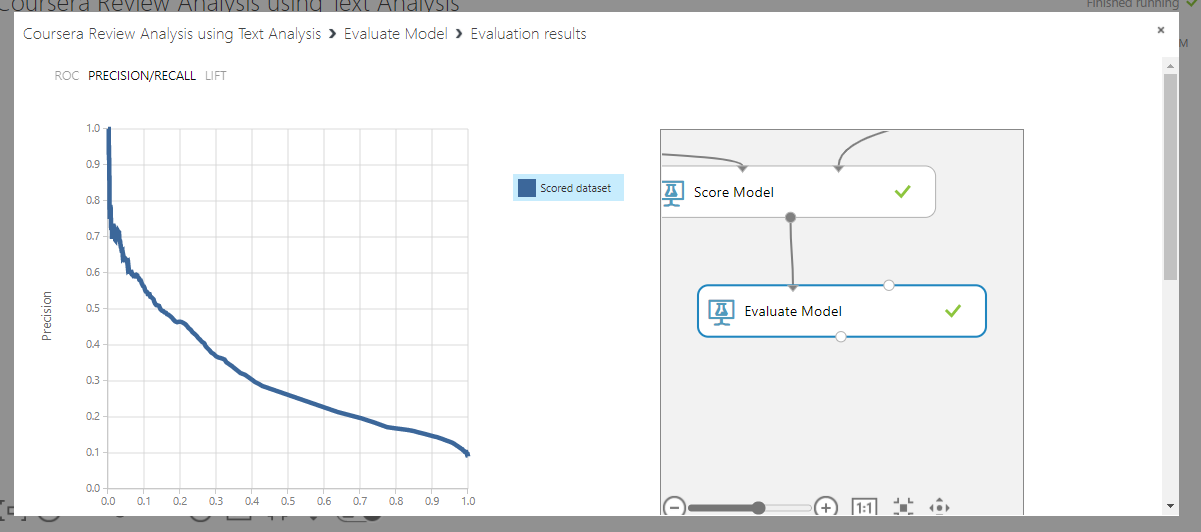 Coursera Review Analysis using Text Analysis
Finished running
Coursera Review Analysis using Text Analysis > Evaluate Model > Evaluation results
×
M
ROC PRECISION/RECALL LIFT
1.0
0.9
0.8
0.7
0.6
0.5
0.4
0.3
0.2
0.1
0.0
Precision
0.0 0.1 0.2 0.3 0.4 0.5 0.6 0.7 0.8 0.9 1.0
Scored dataset
Score Model
Evaluate Model
1:1